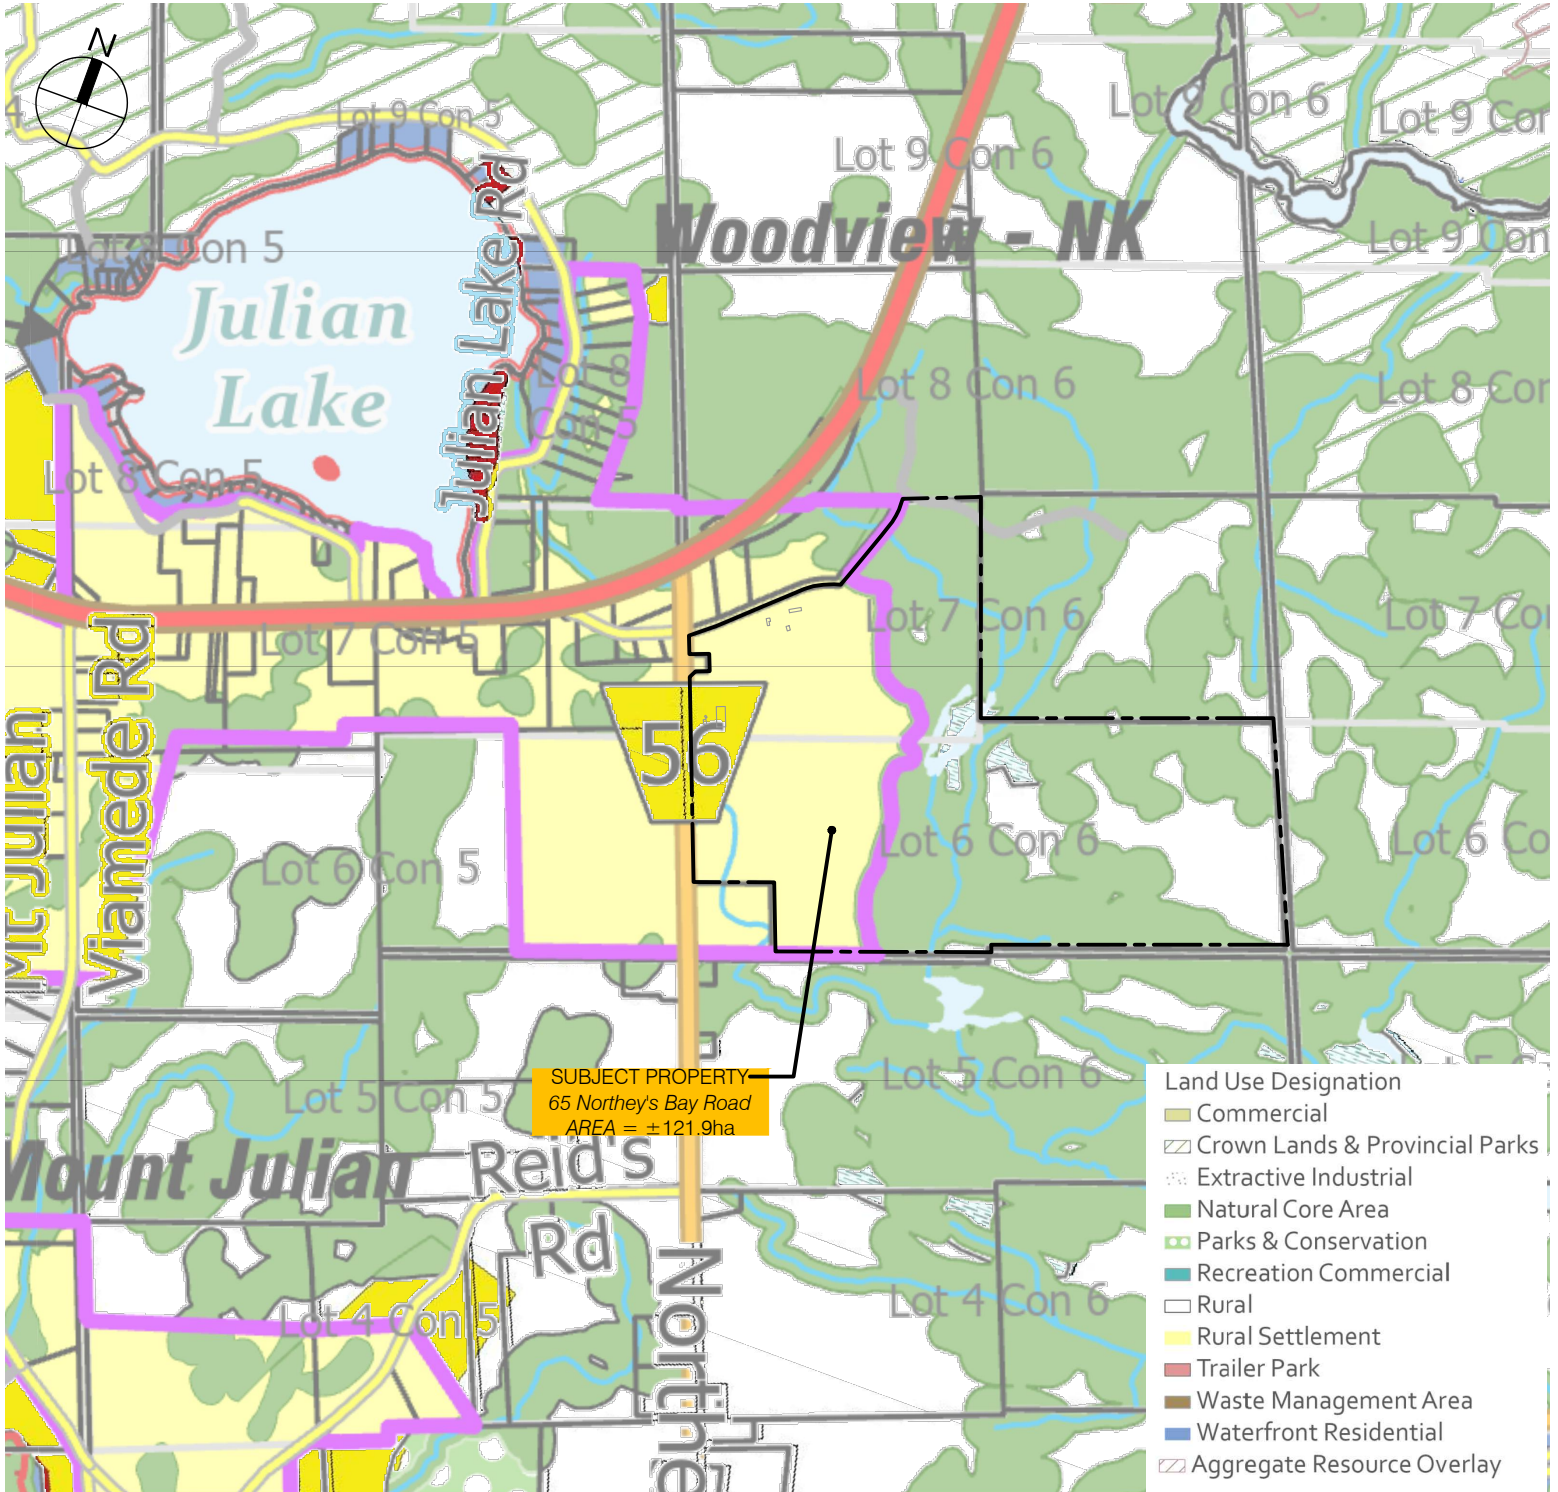 N
4
Lot 9 Con 5
Lot 9 Con 6
Lot 9 Con 6
Lot 9 Con
Woodview - NK
Lot 9 Con
Lot 8 Con 5
Julian
Lake
Julian Lake Rd
Lot 8
Con 5
Lot 8 Con 6
Lot 8 Con
Lot 8 Con 5
Lot 7 Con 5
Lot 7 Con 6
Lot 7 Co
Mt Julian
Viamede Rd
56
Lot 6 Con 5
Lot 6 Con 6
Lot 6 Co
SUBJECT PROPERTY
65 Northey's Bay Road
AREA = ±121.9ha
Lot 5 Con 5
Lot 5 Con 6
Mount Julian
Reid's
Rd
Lot 4 Con 5
Lot 4 Con 6
Northe
Land Use Designation
Commercial
Crown Lands & Provincial Parks
Extractive Industrial
Natural Core Area
Parks & Conservation
Recreation Commercial
Rural
Rural Settlement
Trailer Park
Waste Management Area
Waterfront Residential
Aggregate Resource Overlay